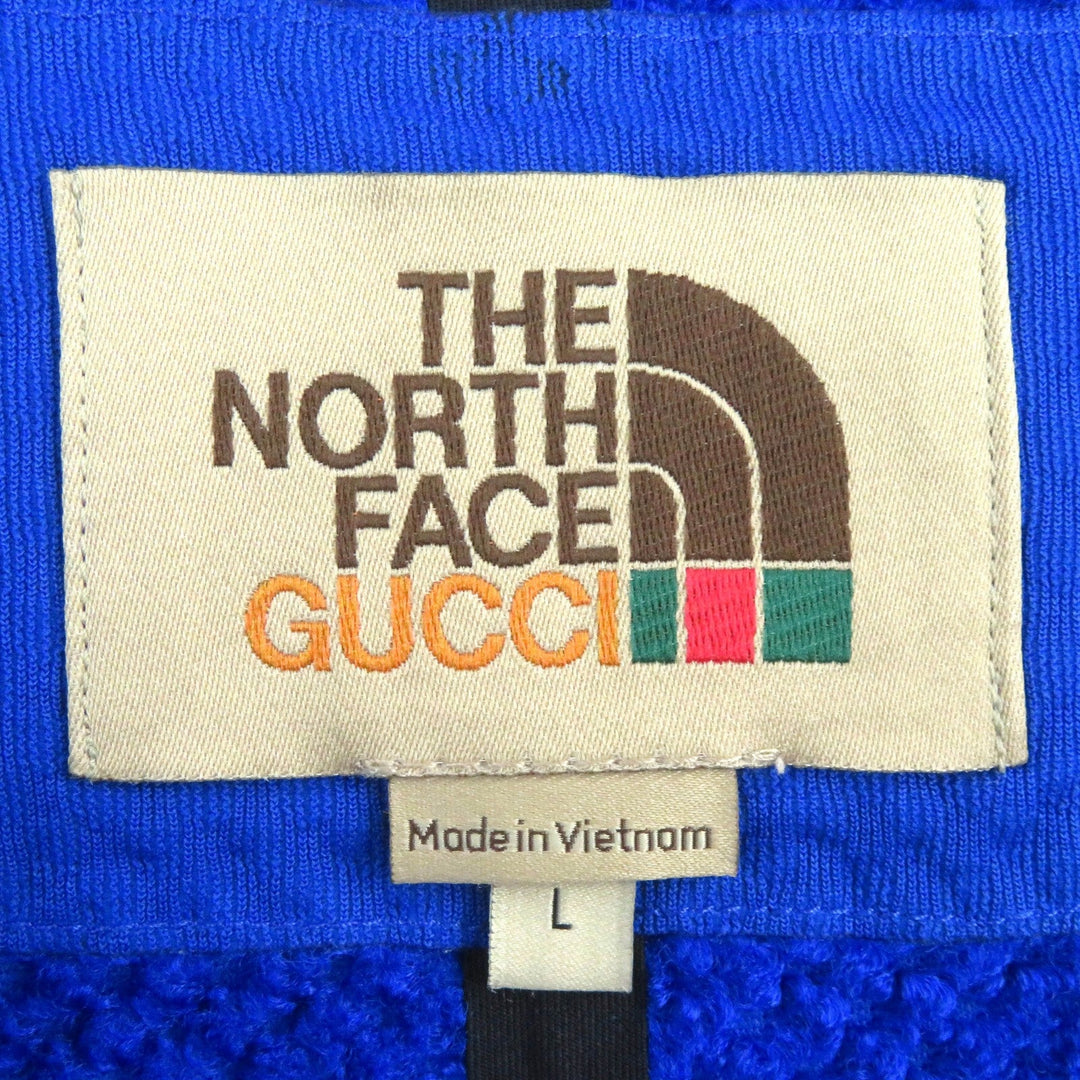 THE
NORTH
FACE
GUCCI
Made in Vietnam
L